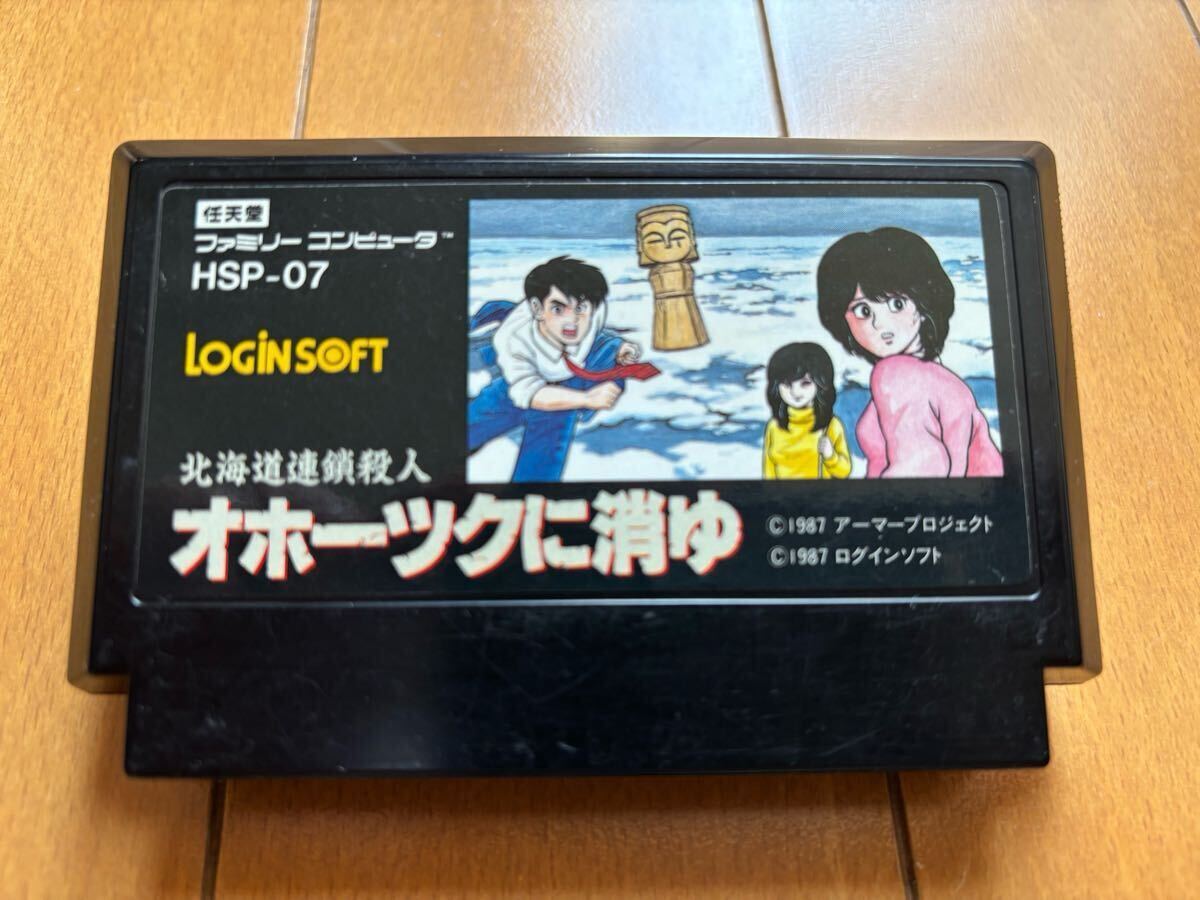 任天堂
ファミリー コンピュータ™
HSP-07
LOGiN SOFT
北海道連鎖殺人
オホーツクに消ゆ
©1987 アーマープロジェクト
©1987 ログインソフト